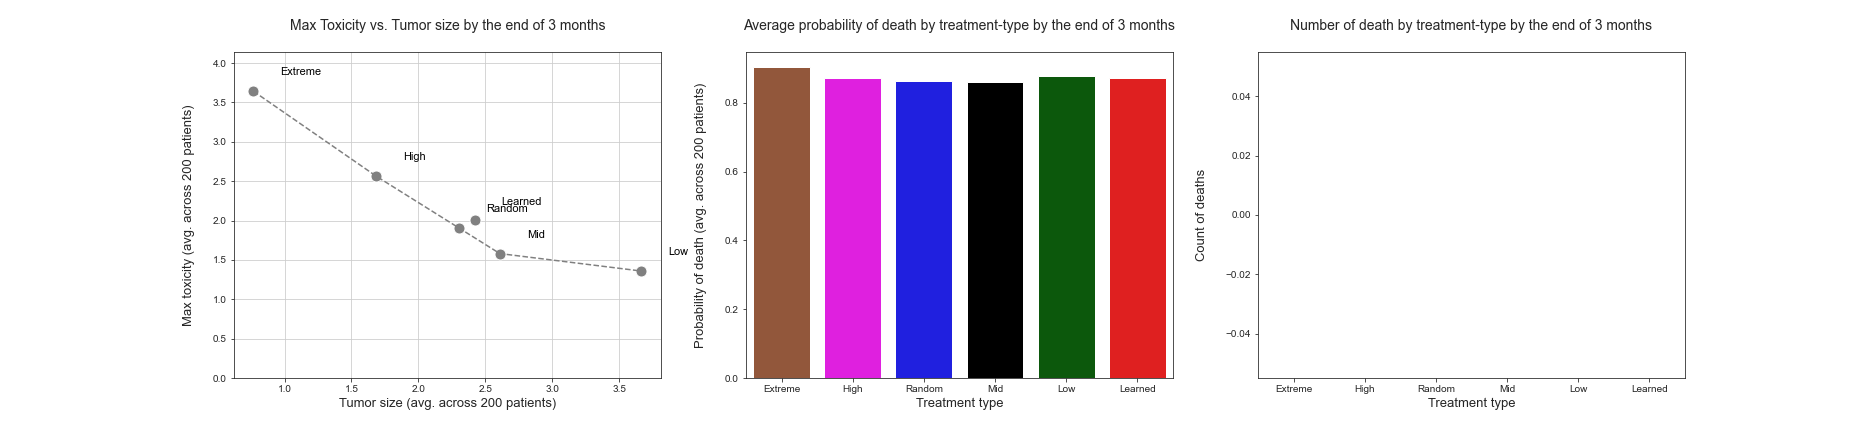 Max Toxicity vs. Tumor size by the end of 3 months
4.0
3.5
3.0
2.5
2.0
1.5
1.0
0.5
0.0
Max toxicity (avg. across 200 patients)
Extreme
High
Learned
Random
Mid
Low
1.0
1.5
2.0
2.5
3.0
3.5
Tumor size (avg. across 200 patients)
Average probability of death by treatment-type by the end of 3 months
0.8
0.6
0.4
0.2
0.0
Probability of death (avg. across 200 patients)
Extreme
High
Random
Mid
Low
Learned
Treatment type
Number of death by treatment-type by the end of 3 months
0.04
0.02
0.00
−0.02
−0.04
Count of deaths
Extreme
High
Random
Mid
Low
Learned
Treatment type